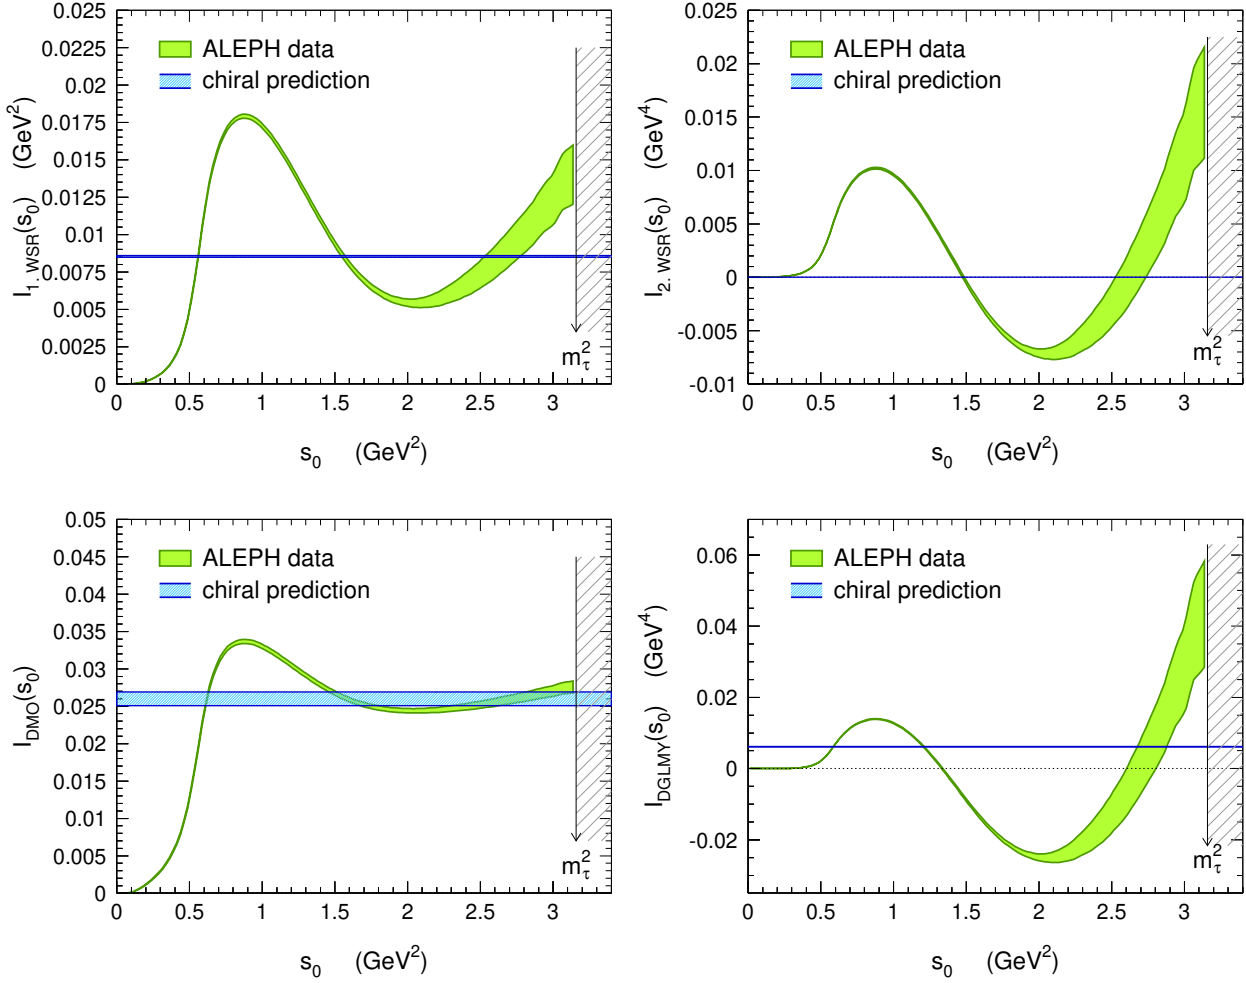 0.025
0.0225
0.02
0.0175
0.015
0.0125
0.01
0.0075
0.005
0.0025
0
I1. WSR(s0) (GeV2)
ALEPH data
chiral prediction
mτ2
0 0.5 1 1.5 2 2.5 3
s0 (GeV2)
0.025
0.02
0.015
0.01
0.005
0
-0.005
-0.01
I2. WSR(s0) (GeV4)
ALEPH data
chiral prediction
mτ2
0 0.5 1 1.5 2 2.5 3
s0 (GeV2)
0.05
0.045
0.04
0.035
0.03
0.025
0.02
0.015
0.01
0.005
0
IDMO(s0)
ALEPH data
chiral prediction
mτ2
0 0.5 1 1.5 2 2.5 3
s0 (GeV2)
0.06
0.04
0.02
0
-0.02
IDGLMY(s0) (GeV4)
ALEPH data
chiral prediction
mτ2
0 0.5 1 1.5 2 2.5 3
s0 (GeV2)